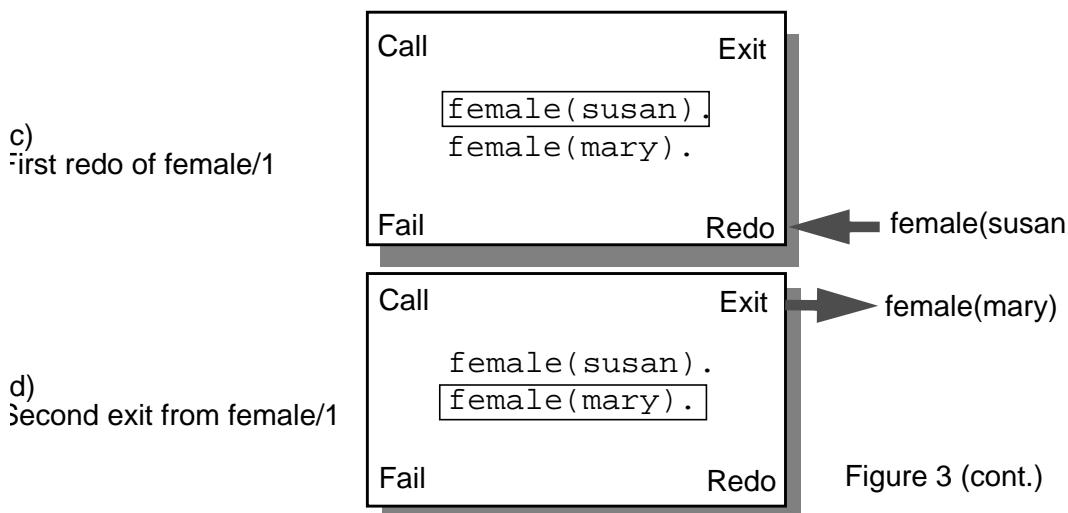 Call Exit
female(susan).
c)
First redo of female/1
female(mary).
Fail Redo
female(susan
Call Exit
female(mary)
female(susan).
d)
Second exit from female/1
female(mary).
Fail Redo
Figure 3 (cont.)